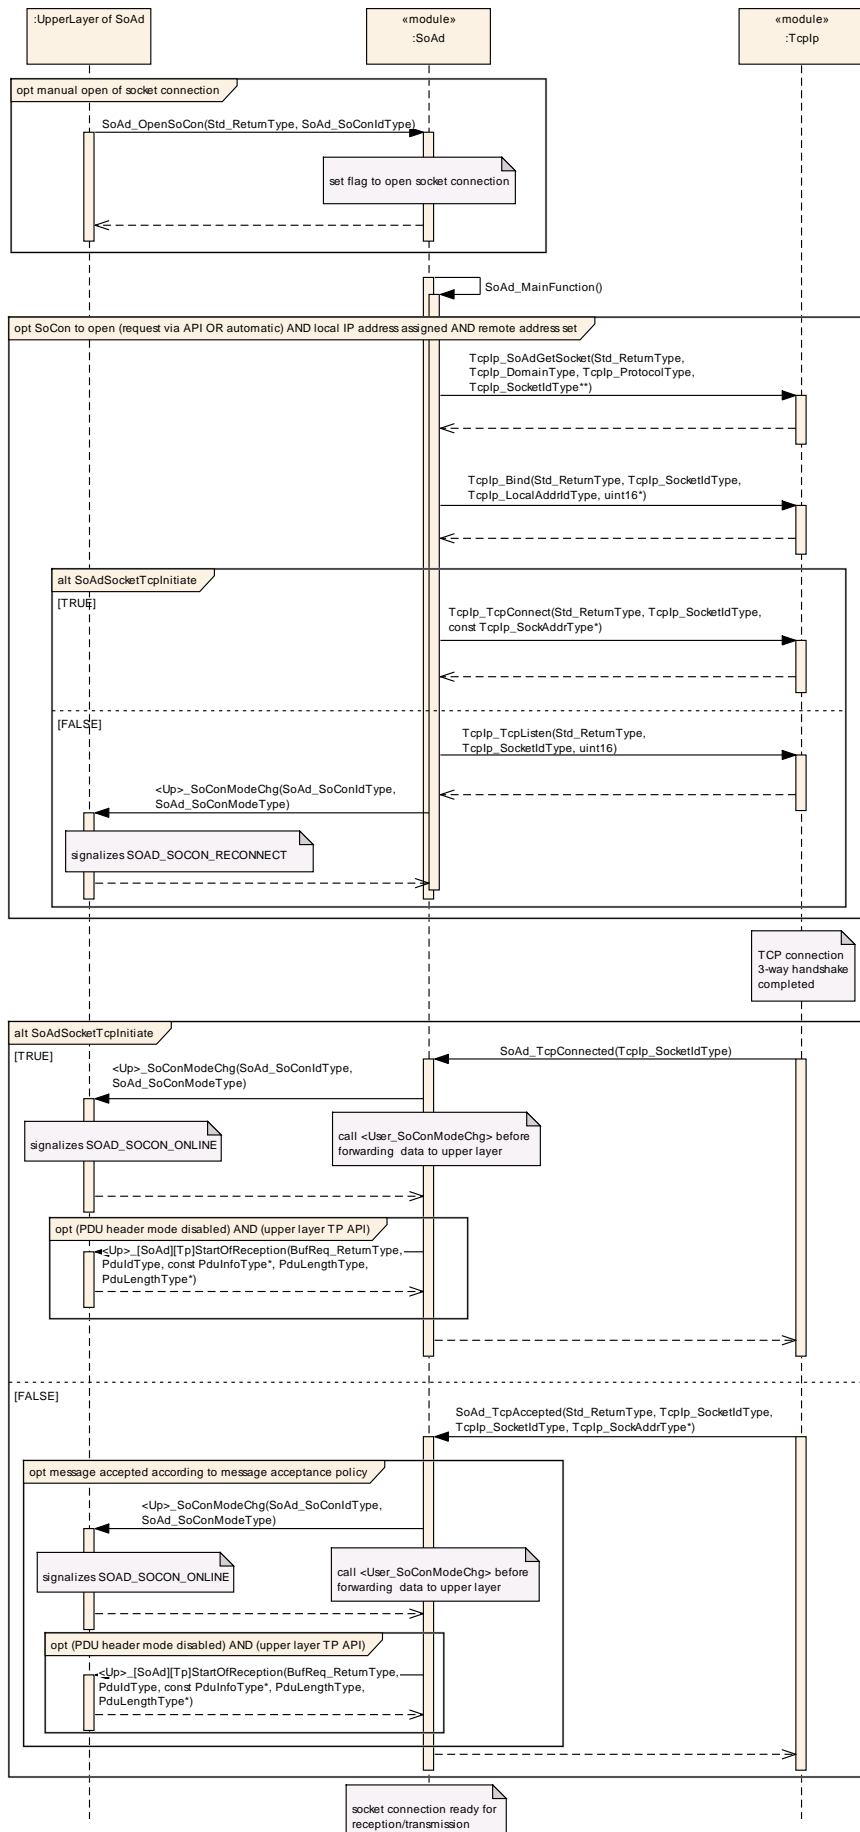 :UpperLayer of SoAd
«module»
:SoAd
«module»
:TcpIp
opt manual open of socket connection
SoAd_OpenSoCon(Std_ReturnType, SoAd_SoConIdType)
set flag to open socket connection
SoAd_MainFunction()
opt SoCon to open (request via API OR automatic) AND local IP address assigned AND remote address set
TcpIp_SoAdGetSocket(Std_ReturnType,
TcpIp_DomainType, TcpIp_ProtocolType,
TcpIp_SocketIdType**)
TcpIp_Bind(Std_ReturnType, TcpIp_SocketIdType,
TcpIp_LocalAddrIdType, uint16*)
alt SoAdSocketTcpInitiate
[TRUE]
TcpIp_TcpConnect(Std_ReturnType, TcpIp_SocketIdType,
const TcpIp_SockAddrType*)
[FALSE]
TcpIp_TcpListen(Std_ReturnType,
TcpIp_SocketIdType, uint16)
<Up>_SoConModeChg(SoAd_SoConIdType,
SoAd_SoConModeType)
signalizes SOAD_SOCON_RECONNECT
TCP connection
3-way handshake
completed
alt SoAdSocketTcpInitiate
[TRUE]
SoAd_TcpConnected(TcpIp_SocketIdType)
<Up>_SoConModeChg(SoAd_SoConIdType,
SoAd_SoConModeType)
signalizes SOAD_SOCON_ONLINE
call <User_SoConModeChg> before
forwarding  data to upper layer
opt (PDU header mode disabled) AND (upper layer TP API)
<Up>_[SoAd][Tp]StartOfReception(BufReq_ReturnType,
PduIdType, const PduInfoType*, PduLengthType,
PduLengthType*)
[FALSE]
SoAd_TcpAccepted(Std_ReturnType, TcpIp_SocketIdType,
TcpIp_SocketIdType, TcpIp_SockAddrType*)
opt message accepted according to message acceptance policy
<Up>_SoConModeChg(SoAd_SoConIdType,
SoAd_SoConModeType)
signalizes SOAD_SOCON_ONLINE
call <User_SoConModeChg> before
forwarding  data to upper layer
opt (PDU header mode disabled) AND (upper layer TP API)
<Up>_[SoAd][Tp]StartOfReception(BufReq_ReturnType,
PduIdType, const PduInfoType*, PduLengthType,
PduLengthType*)
socket connection ready for
reception/transmission